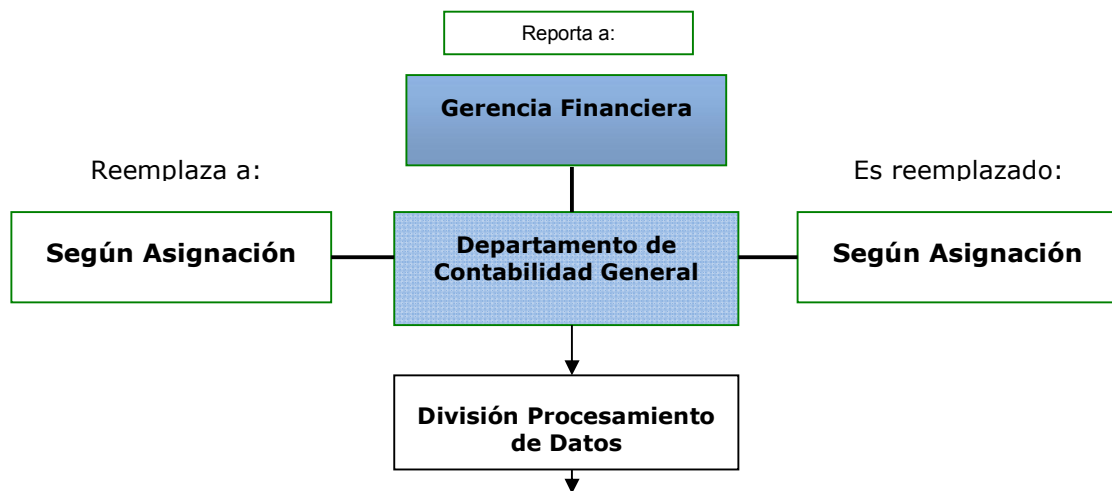 Reporta a:
Gerencia Financiera
Reemplaza a:
Es reemplazado:
Según Asignación
Departamento de
Contabilidad General
Según Asignación
División Procesamiento
de Datos